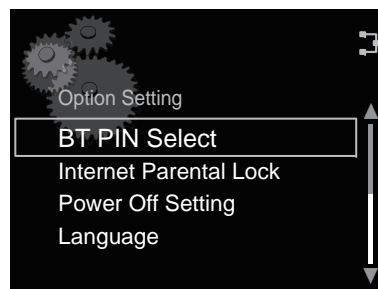 Option Setting
BT PIN Select
Internet Parental Lock
Power Off Setting
Language